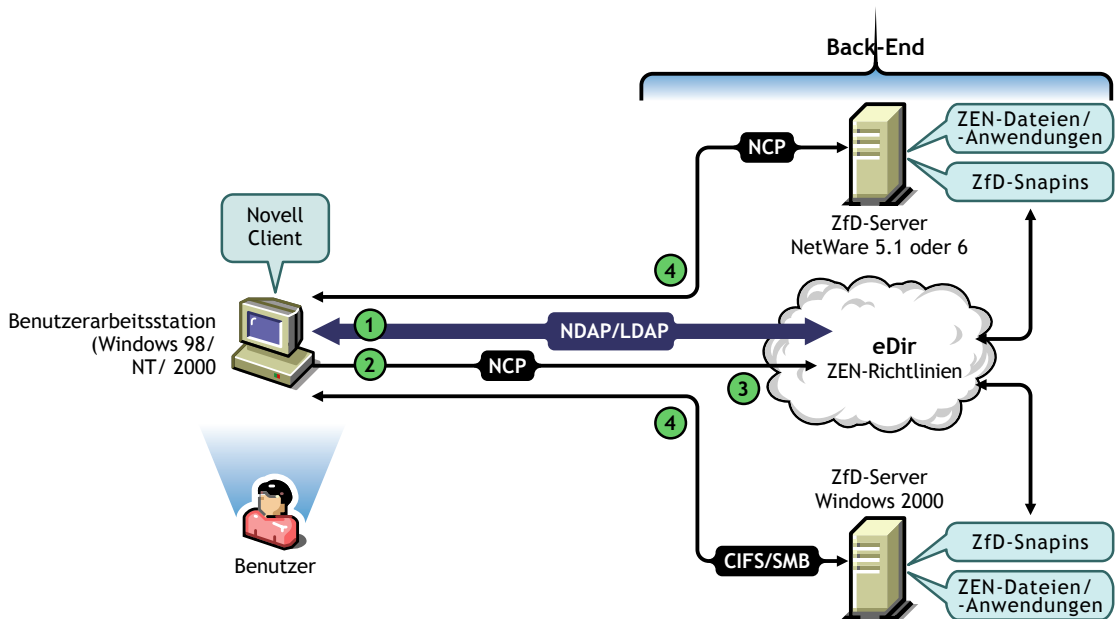 Back-End
ZEN-Dateien/
-Anwendungen
NCP
ZfD-Snapins
Novell
Client
ZfD-Server
NetWare 5.1 oder 6
4
Benutzerarbeitsstation
(Windows 98/
NT/ 2000
1
NDAP/LDAP
eDir
ZEN-Richtlinien
2
NCP
3
4
ZfD-Server
Windows 2000
ZfD-Snapins
CIFS/SMB
Benutzer
ZEN-Dateien/
-Anwendungen